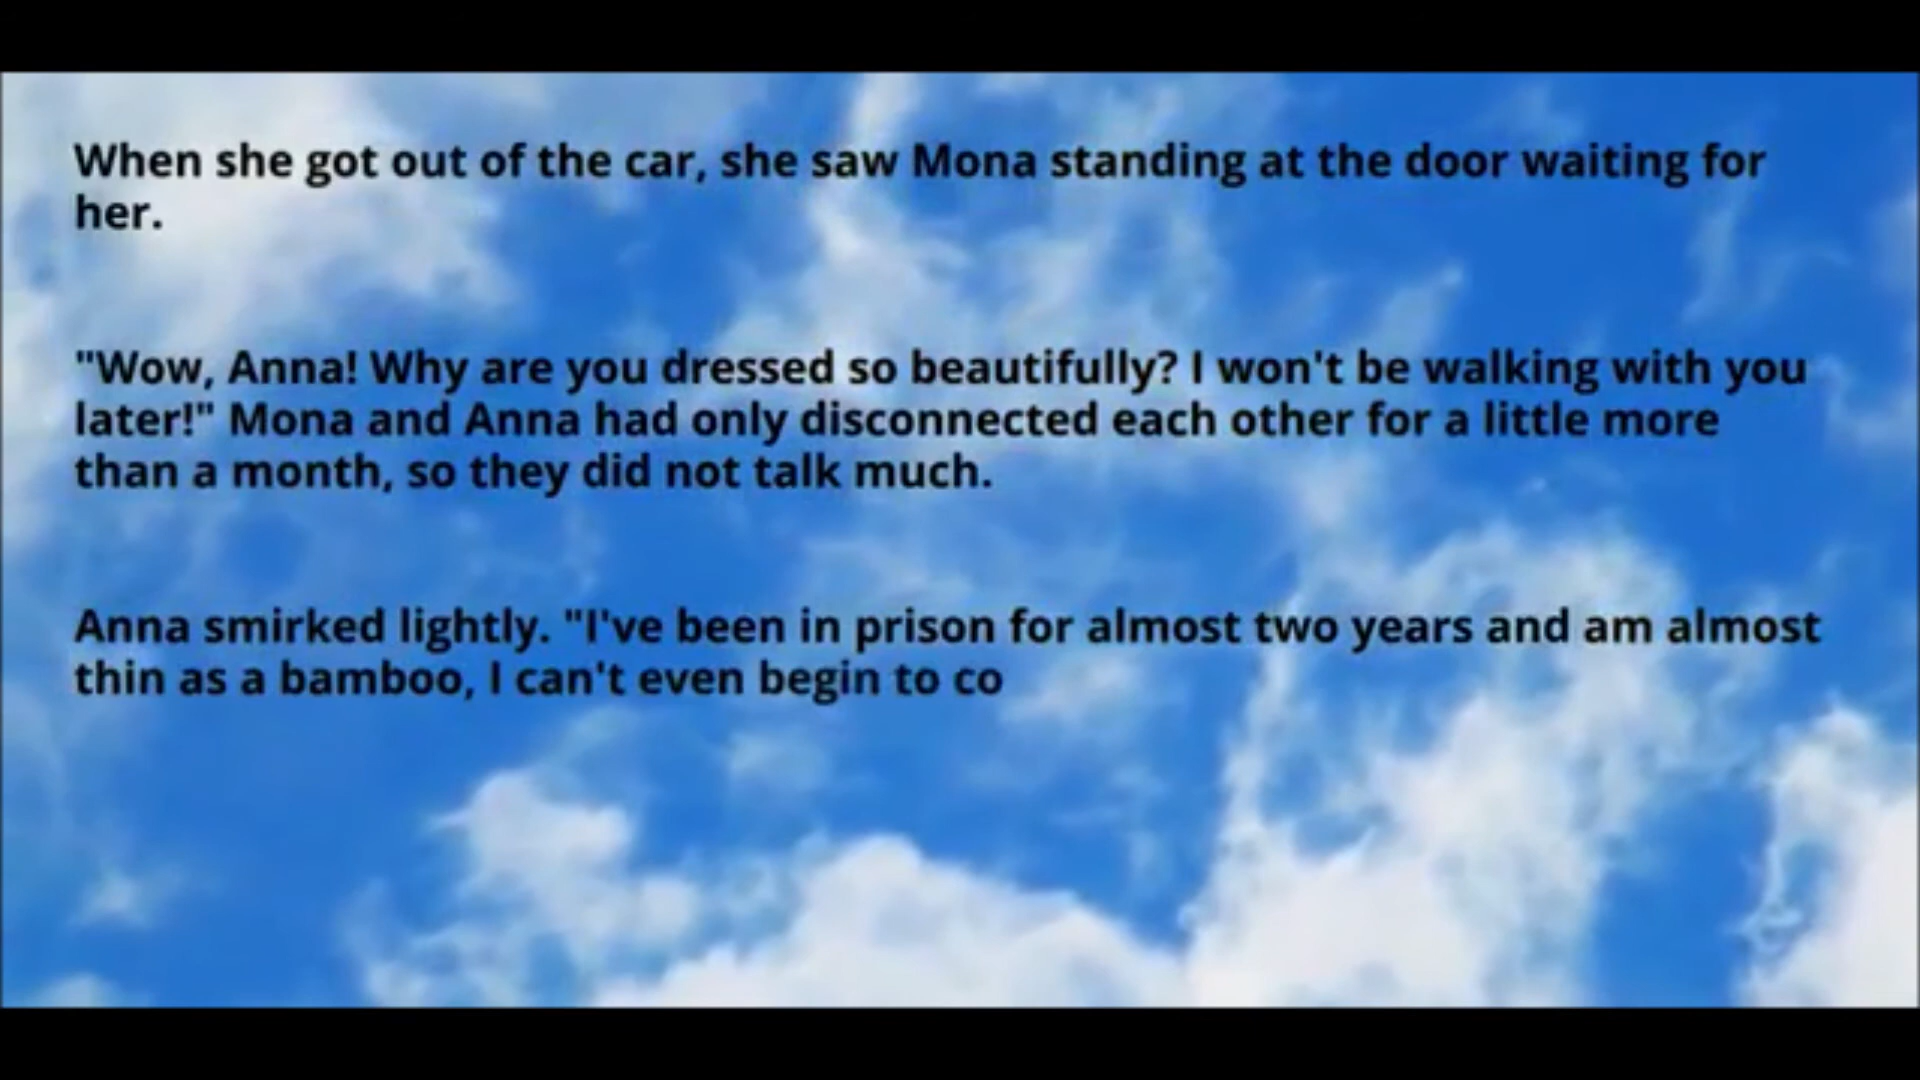 When she got out of the car, she saw Mona standing at the door waiting for
her.
"Wow, Anna! Why are you dressed so beautifully? I won't be walking with you
later!" Mona and Anna had only disconnected each other for a little more
than a month, so they did not talk much.
Anna smirked lightly. "I've been in prison for almost two years and am almost
thin as a bamboo, I can't even begin to co